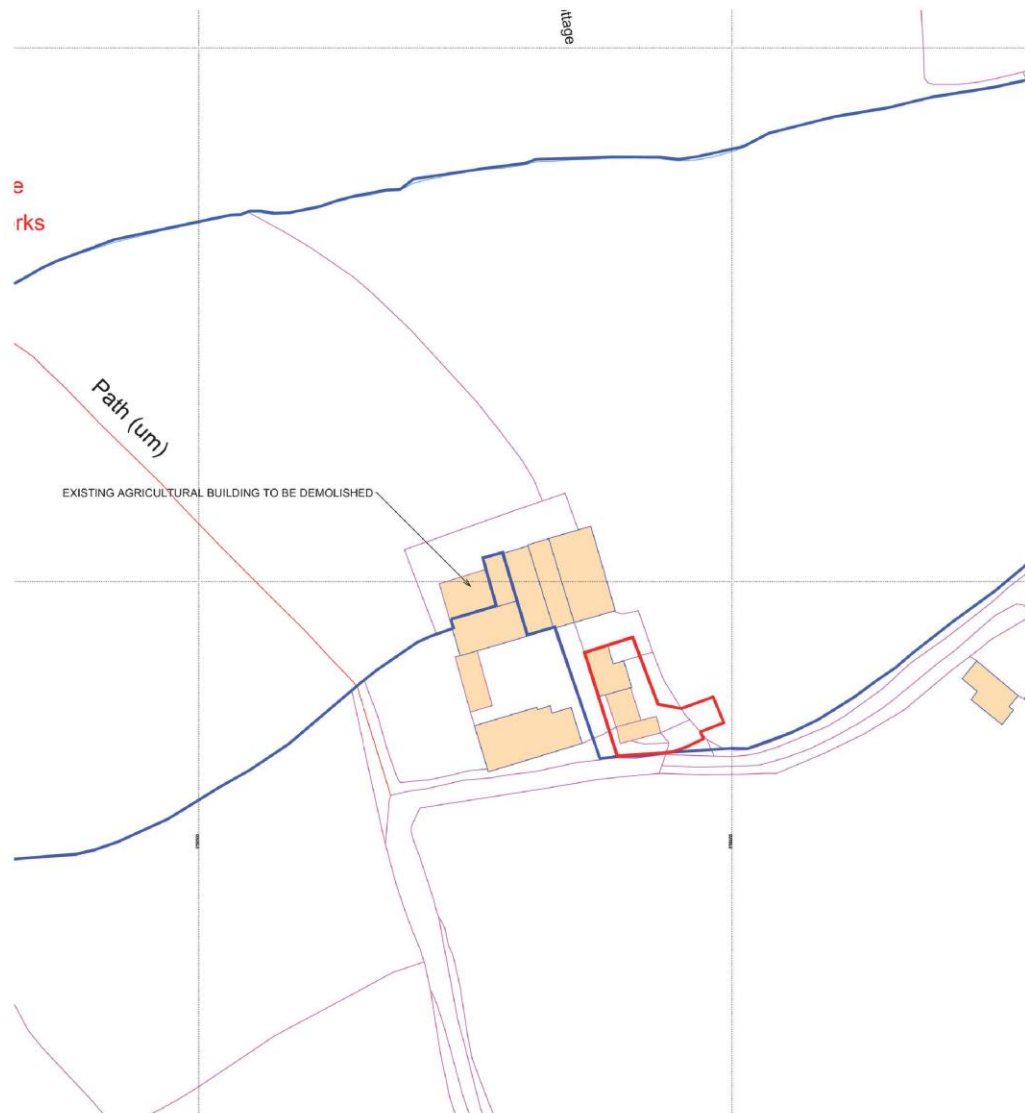 ttage
e
rks
Path (um)
EXISTING AGRICULTURAL BUILDING TO BE DEMOLISHED